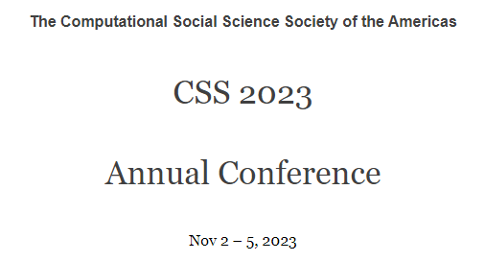 The Computational Social Science Society of the Americas
CSS 2023
Annual Conference
Nov 2 – 5, 2023